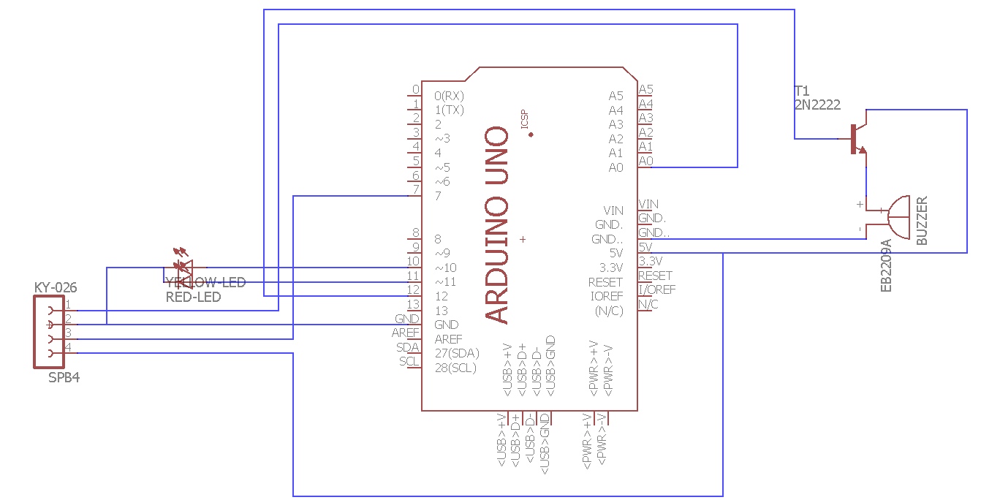 T1
2N2222
0
0(RX)
1
1(TX)
2
2
3
~3
4
4
5
~5
6
~6
7
7
8
8
9
~9
10
~10
11
~11
12
12
13
13
GND
GND
AREF
AREF
SDA
27(SDA)
SCL
28(SCL)
ICSP
ARDUINO UNO
A5
A5
A4
A4
A3
A3
A2
A2
A1
A1
A0
A0
VIN
VIN
GND.
GND.
GND..
GND..
5V
5V
3.3V
3.3V
RESET
RESET
IOREF
I/OREF
(N/C)
N/C
<USB>+V
<USB>D+
<USB>D-
<USB>GND
<PWR>+V
<PWR>-V
<USB>+V
<USB>D+
<USB>D-
<USB>GND
<PWR>+V
<PWR>-V
YELLOW-LED
RED-LED
KY-026
1
2
3
4
SPB4
+
-
BUZZER
EB2209A